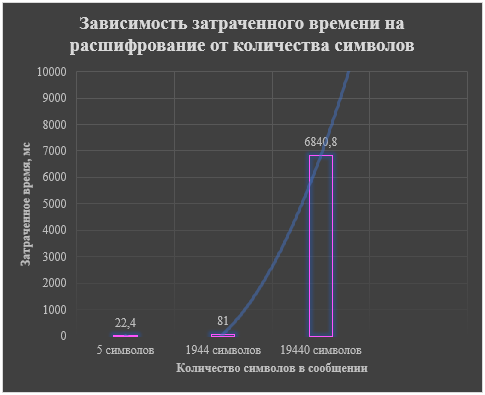 Зависимость затраченного времени на
расшифрование от количества символов
Затраченное время, мс
10000
9000
8000
7000
6000
5000
4000
3000
2000
1000
0
22,4
81
6840,8
5 символов
1944 символов
19440 символов
Количество символов в сообщении